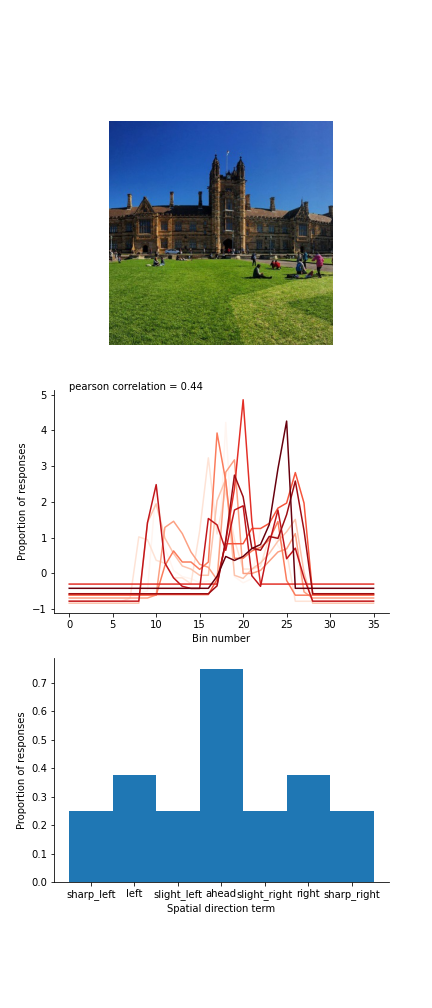 pearson correlation = 0.44
5
4
3
2
1
0
−1
Proportion of responses
0 5 10 15 20 25 30 35
Bin number
0.7
0.6
0.5
0.4
0.3
0.2
0.1
0.0
Proportion of responses
sharp_left left slight_left ahead slight_right right sharp_right
Spatial direction term